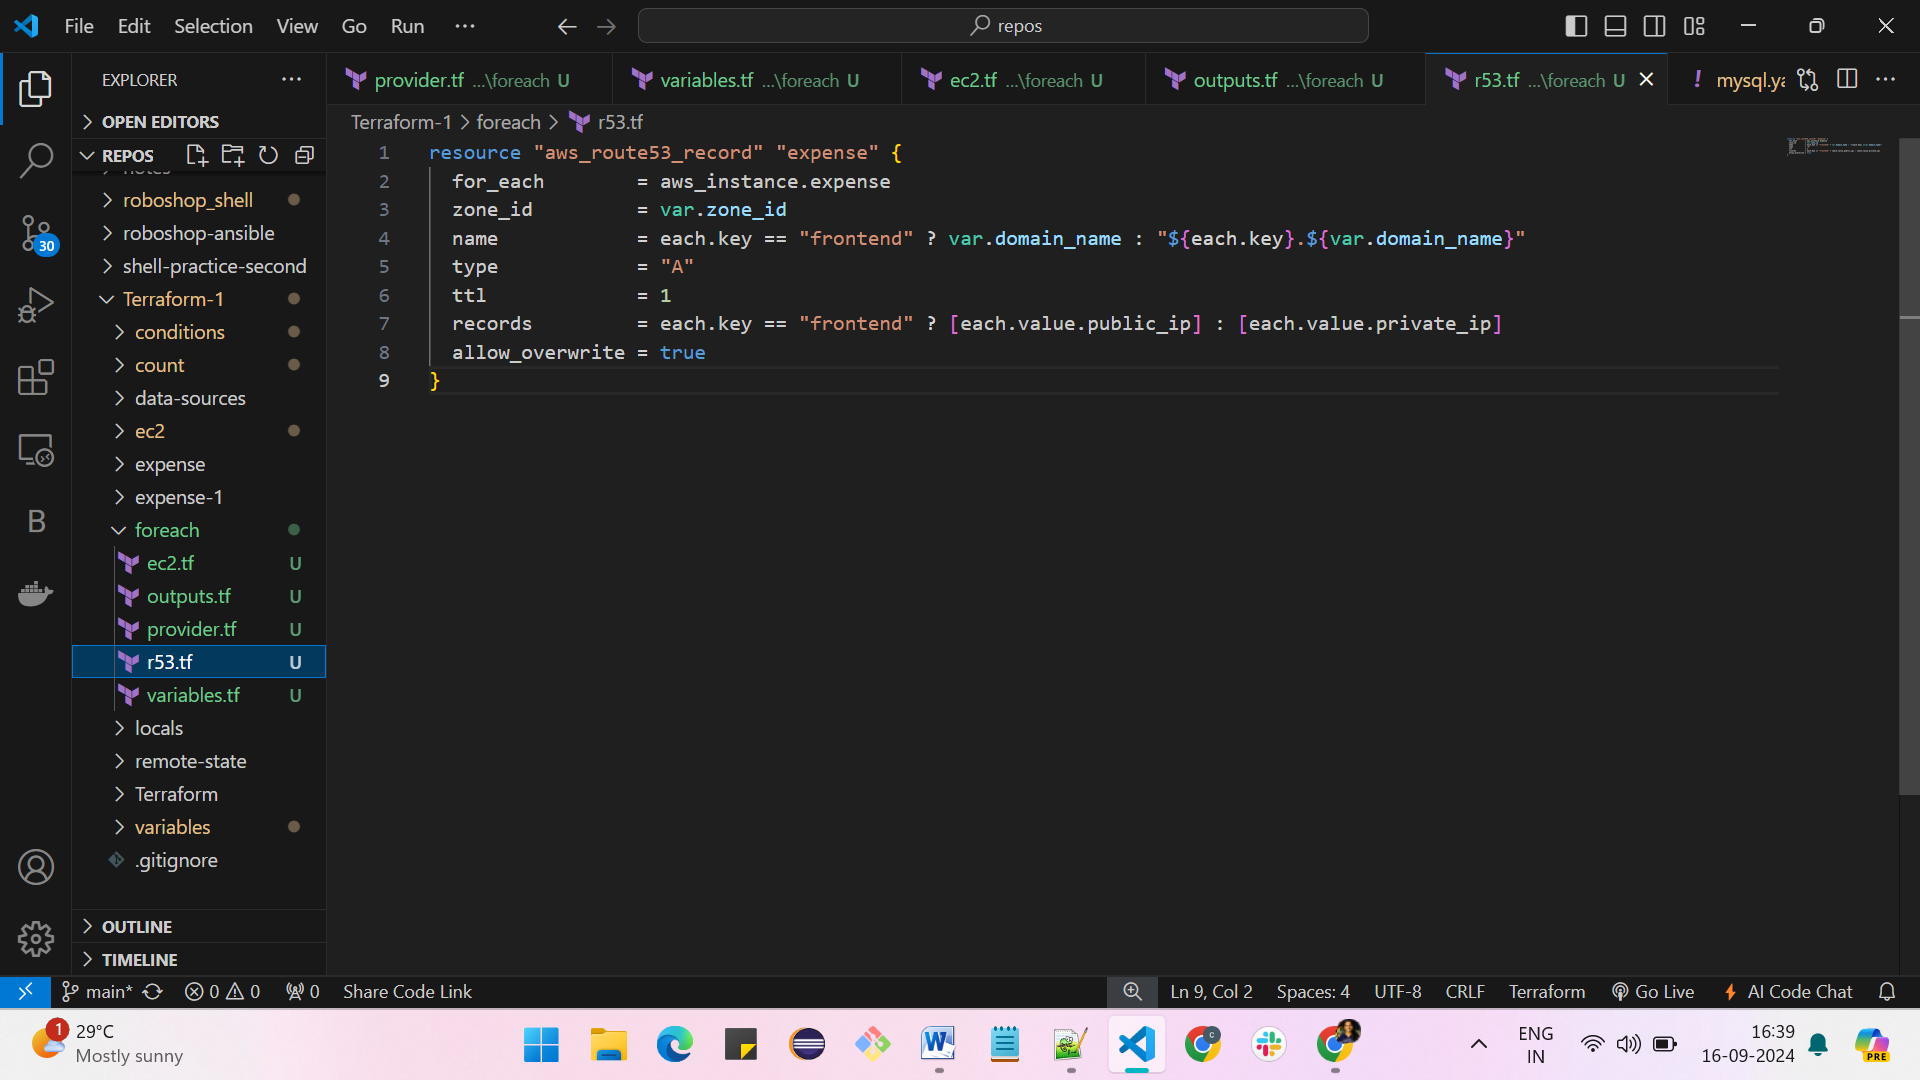 File Edit Selection View Go Run ··· repos
EXPLORER ···
provider.tf ...\foreach U
variables.tf ...\foreach U
ec2.tf ...\foreach U
outputs.tf ...\foreach U
r53.tf ...\foreach U
! mysql.ya
OPEN EDITORS
REPOS
notes
roboshop_shell
roboshop-ansible
shell-practice-second
Terraform-1
conditions
count
data-sources
ec2
expense
expense-1
foreach
ec2.tf U
outputs.tf U
provider.tf U
r53.tf U
variables.tf U
locals
remote-state
Terraform
variables
.gitignore
OUTLINE
TIMELINE
30
B
Terraform-1 > foreach > r53.tf
1 resource "aws_route53_record" "expense" {
2 for_each = aws_instance.expense
3 zone_id = var.zone_id
4 name = each.key == "frontend" ? var.domain_name : "${each.key}.${var.domain_name}"
5 type = "A"
6 ttl = 1
7 records = each.key == "frontend" ? [each.value.public_ip] : [each.value.private_ip]
8 allow_overwrite = true
9 }
main* 0 0 0 Share Code Link Ln 9, Col 2 Spaces: 4 UTF-8 CRLF Terraform Go Live AI Code Chat
1 29°C
Mostly sunny
W
C
ENG
IN
16:39
16-09-2024
PRE